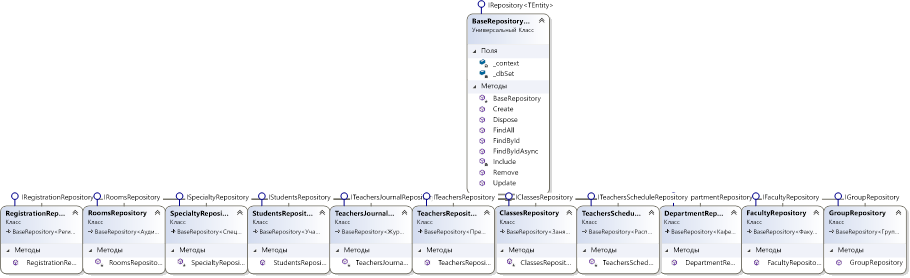 IRepository<TEntity>
BaseRepository...
Универсальный Класс
Поля
_context
_dbSet
Методы
BaseRepository
Create
Dispose
FindAll
FindById
FindByIdAsync
Include
Remove
Update
IRegistrationRepository IRoomsRepository ISpecialtyRepository IStudentsRepository ITeachersJournalReposito ITeachersRepository IClassesRepository ITeachersScheduleRepository partmentRepository IFacultyRepository IGroupRepository
RegistrationRep... RoomsRepository SpecialtyReposi... StudentsReposit... TeachersJournal... TeachersReposit... ClassesRepository TeachersSchedu... DepartmentRep... FacultyRepository GroupRepository
Класс Класс Класс Класс Класс Класс Класс Класс Класс Класс Класс
BaseRepository<Реги... BaseRepository<Ауди... BaseRepository<Спец... BaseRepository<Уча... BaseRepository<Жур... BaseRepository<Пре... BaseRepository<Заня... BaseRepository<Расп... BaseRepository<Кафе... BaseRepository<Факу... BaseRepository<Груп...
Методы Методы Методы Методы Методы Методы Методы Методы Методы Методы Методы
RegistrationRe... RoomsReposito... SpecialtyReposi... StudentsReposi... TeachersJourna... TeachersReposi... ClassesReposit... TeachersSched... DepartmentRe... FacultyReposito... GroupRepository